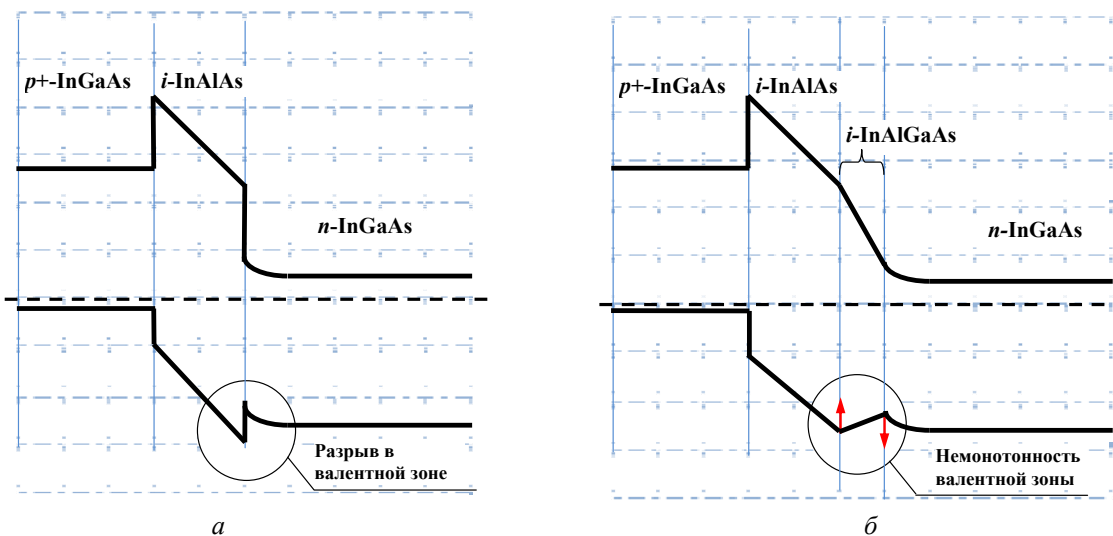 p+-InGaAs
i-InAlAs
n-InGaAs
Разрыв в
валентной зоне
а
p+-InGaAs
i-InAlAs
i-InAlGaAs
n-InGaAs
Немонотонность
валентной зоны
б